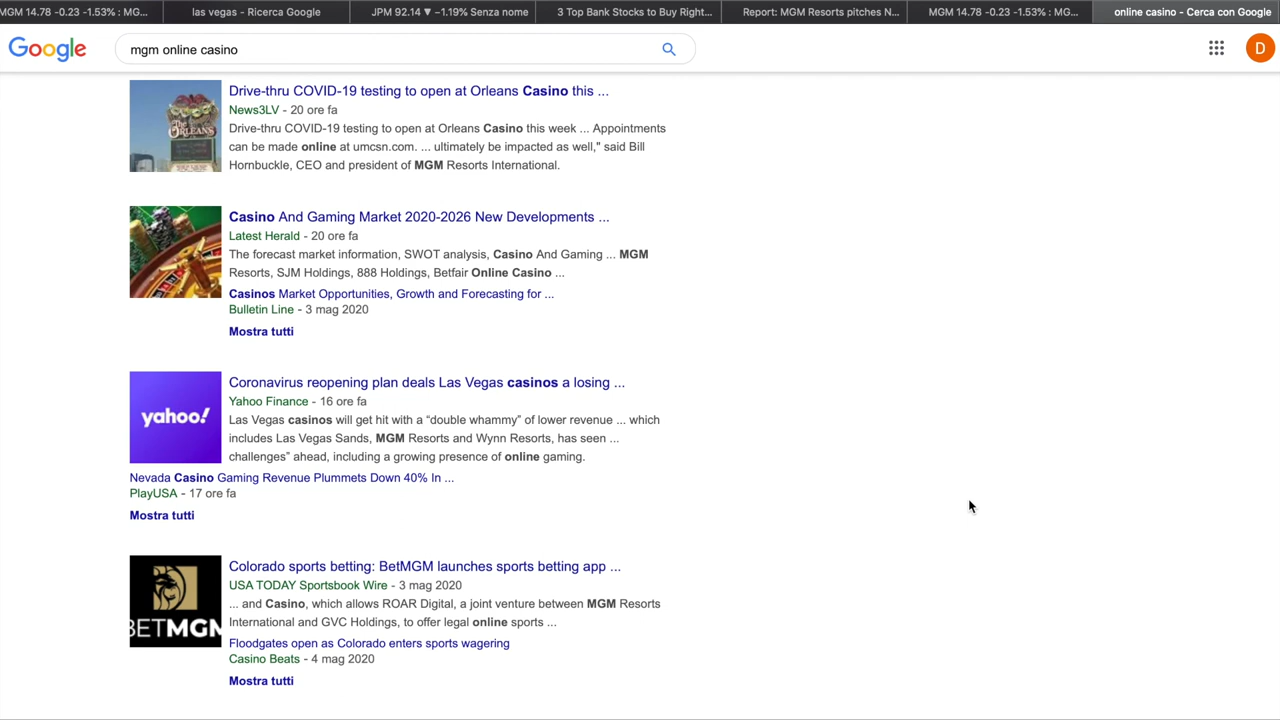 MGM 14.78 -0.23 -1.53% : MG...
las vegas - Ricerca Google
JPM 92.14 ▼ −1.19% Senza nome
3 Top Bank Stocks to Buy Right...
Report: MGM Resorts pitches N...
MGM 14.78 -0.23 -1.53% : MG...
online casino - Cerca con Google
Google
mgm online casino
D
Drive-thru COVID-19 testing to open at Orleans Casino this ...
News3LV - 20 ore fa
Drive-thru COVID-19 testing to open at Orleans Casino this week ... Appointments
can be made online at umcsn.com. ... ultimately be impacted as well," said Bill
Hornbuckle, CEO and president of MGM Resorts International.
The
ORLEANS
Casino And Gaming Market 2020-2026 New Developments ...
Latest Herald - 20 ore fa
The forecast market information, SWOT analysis, Casino And Gaming ... MGM
Resorts, SJM Holdings, 888 Holdings, Betfair Online Casino ...
Casinos Market Opportunities, Growth and Forecasting for ...
Bulletin Line - 3 mag 2020
Mostra tutti
yahoo!
Coronavirus reopening plan deals Las Vegas casinos a losing ...
Yahoo Finance - 16 ore fa
Las Vegas casinos will get hit with a “double whammy” of lower revenue ... which
includes Las Vegas Sands, MGM Resorts and Wynn Resorts, has seen ...
challenges” ahead, including a growing presence of online gaming.
Nevada Casino Gaming Revenue Plummets Down 40% In ...
PlayUSA - 17 ore fa
Mostra tutti
BETMGM
Colorado sports betting: BetMGM launches sports betting app ...
USA TODAY Sportsbook Wire - 3 mag 2020
... and Casino, which allows ROAR Digital, a joint venture between MGM Resorts
International and GVC Holdings, to offer legal online sports ...
Floodgates open as Colorado enters sports wagering
Casino Beats - 4 mag 2020
Mostra tutti